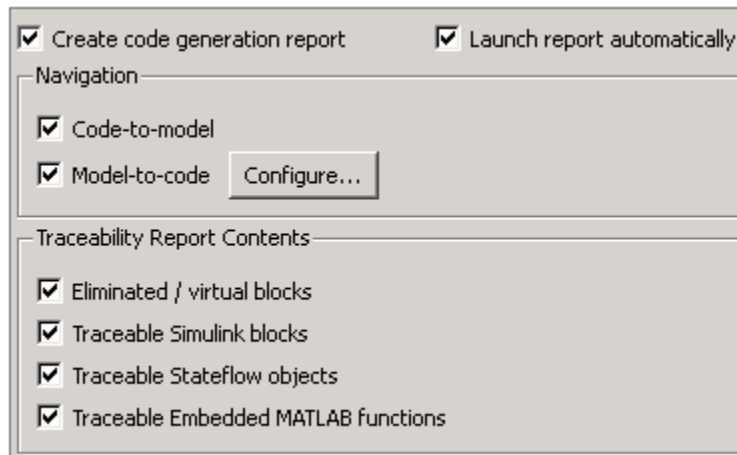 Create code generation report Launch report automatically
Navigation
Code-to-model
Model-to-code Configure...
Traceability Report Contents
Eliminated / virtual blocks
Traceable Simulink blocks
Traceable Stateflow objects
Traceable Embedded MATLAB functions